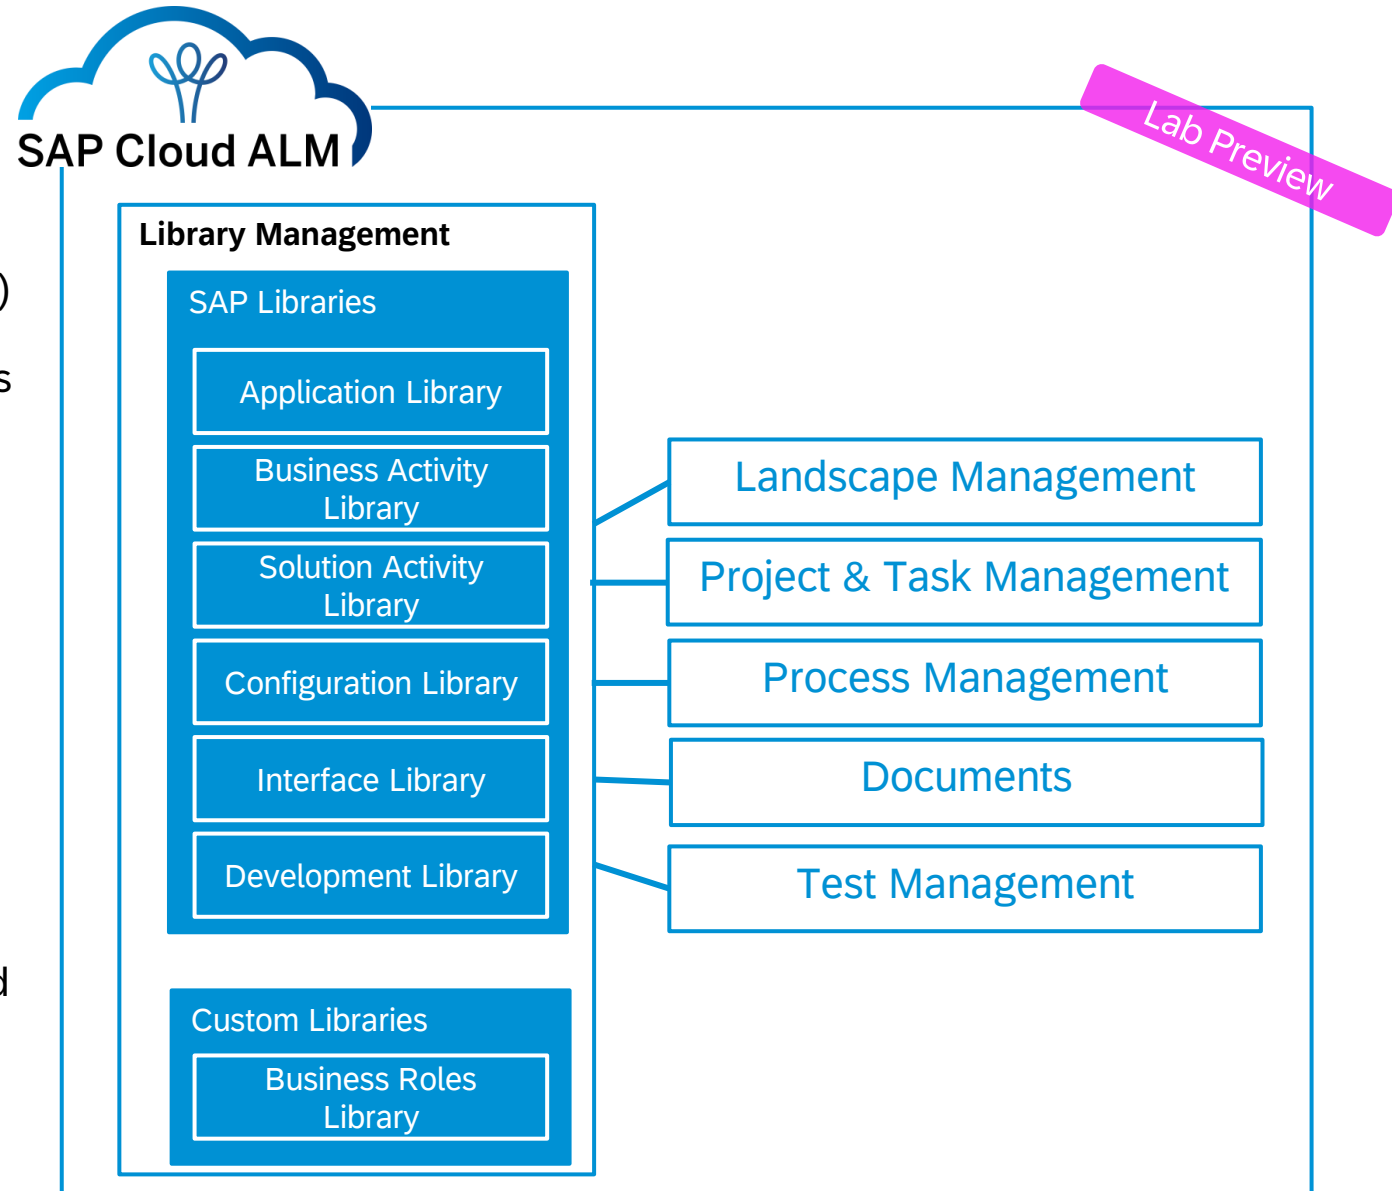 SAP Cloud ALM
Lab Preview
Library Management
)
SAP Libraries
s
Application Library
Business Activity
Library
Solution Activity
Library
Configuration Library
Interface Library
Development Library
Landscape Management
Project & Task Management
Process Management
Documents
Test Management
d
Custom Libraries
Business Roles
Library